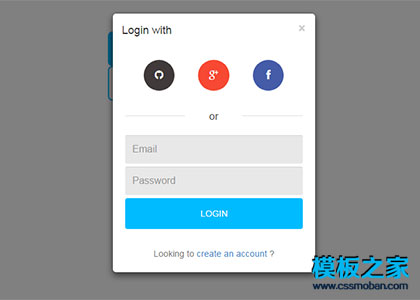 Login with
×
g+
f
or
Email
Password
LOGIN
Looking to create an account ?
模板之家
www.cssmoban.com